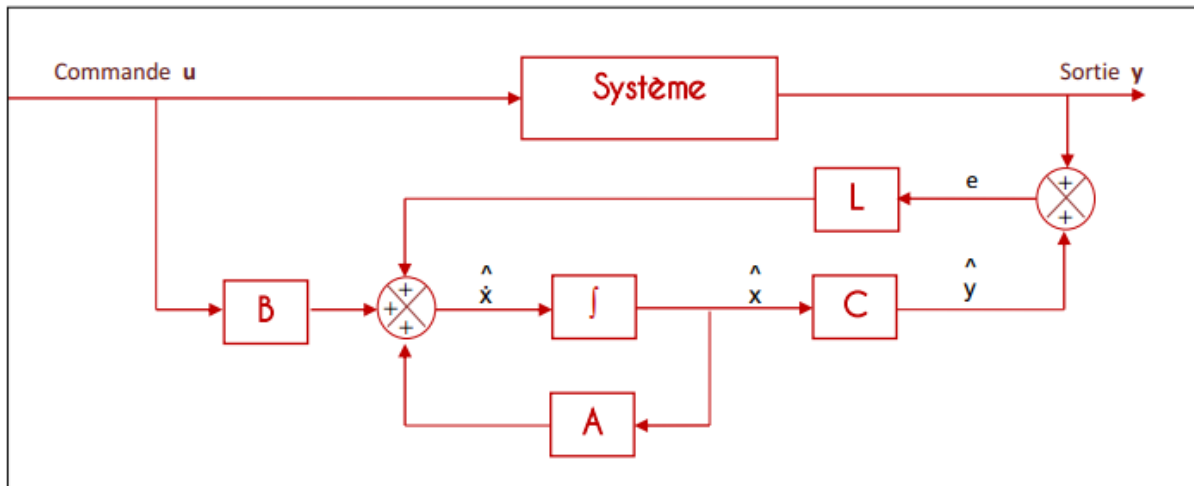 Commande u
Système
Sortie y
+
+
L
e
B
+
+
+
^
ẋ
∫
^
x
C
^
y
A